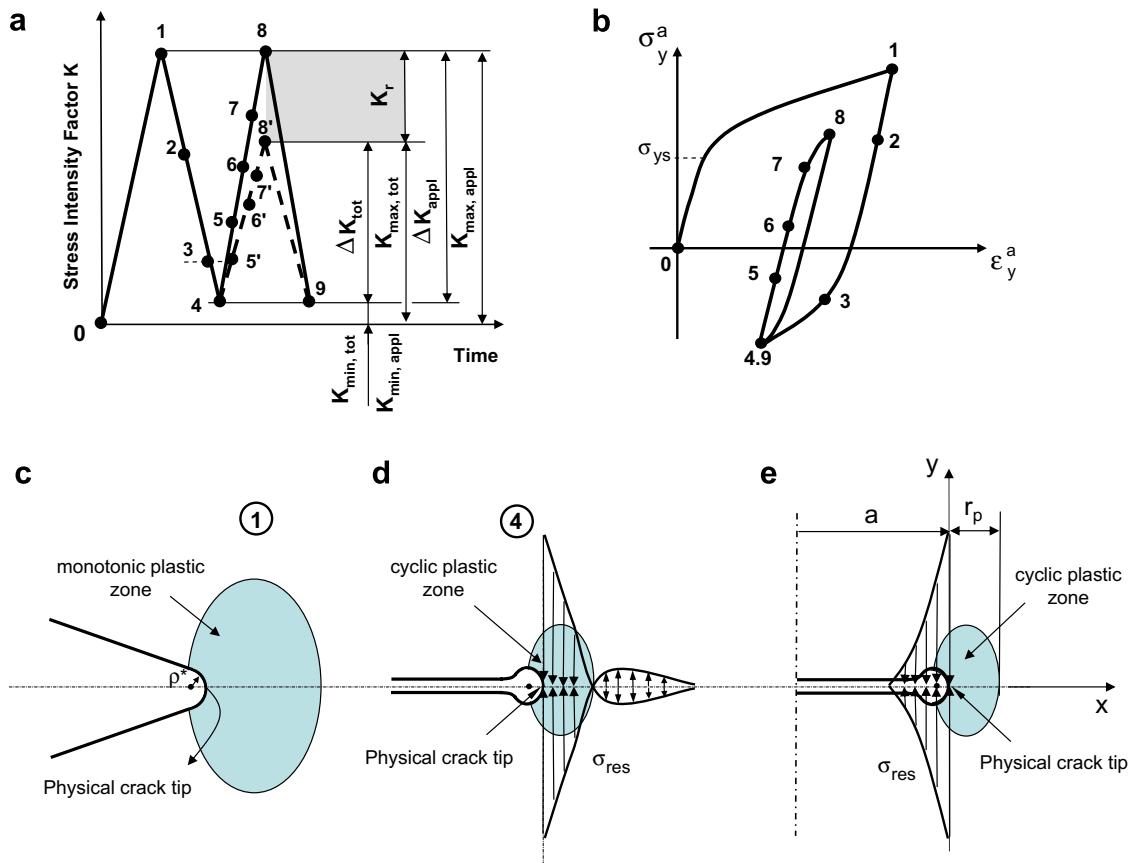 a
Stress Intensity Factor K
1
8
2
7
8'
6
7'
5
6'
3
5'
4
9
0
K_r
ΔK_tot
K_max, tot
ΔK_appl
K_max, appl
Time
K_min, tot
K_min, appl
b
σ_y^a
1
8
2
σ_ys
7
6
0
ε_y^a
5
3
4.9
c
1
monotonic plastic
zone
ρ*
Physical crack tip
d
4
cyclic plastic
zone
Physical crack tip
σ_res
e
y
a
r_p
cyclic plastic
zone
x
σ_res
Physical crack tip